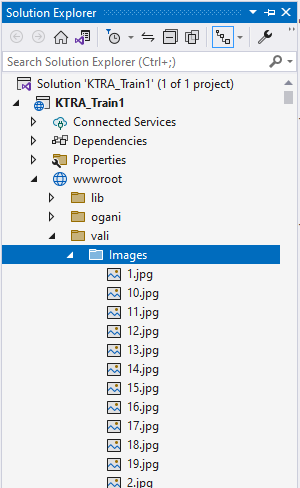 Solution Explorer
Search Solution Explorer (Ctrl+;)
Solution 'KTRA_Train1' (1 of 1 project)
KTRA_Train1
Connected Services
Dependencies
Properties
wwwroot
lib
ogani
vali
Images
1.jpg
10.jpg
11.jpg
12.jpg
13.jpg
14.jpg
15.jpg
16.jpg
17.jpg
18.jpg
19.jpg
2.jpg